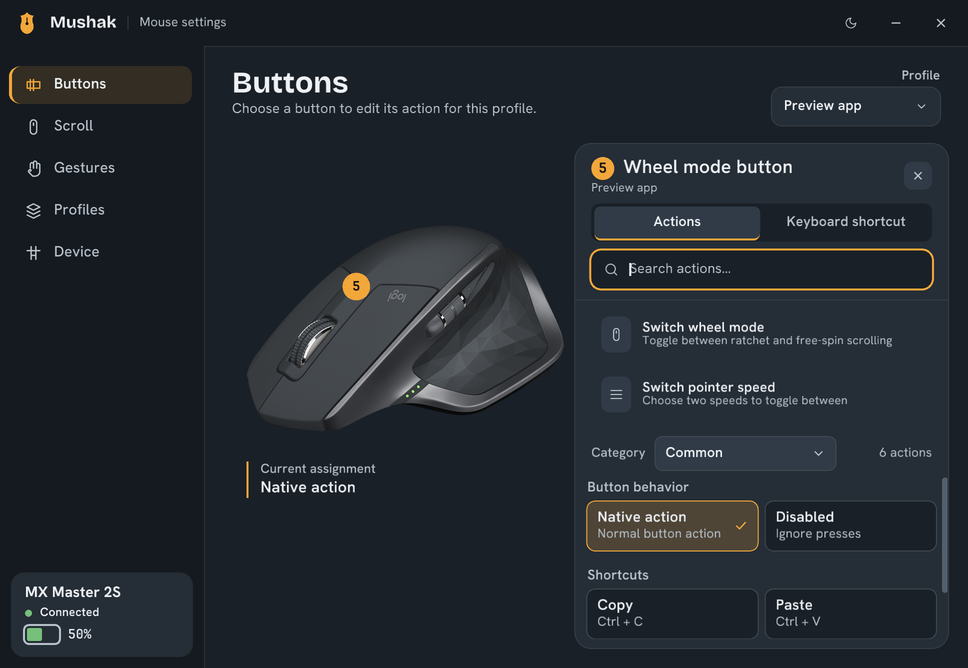 Mushak
Mouse settings
Buttons
Scroll
Gestures
Profiles
Device
MX Master 2S
Connected
50%
Buttons
Choose a button to edit its action for this profile.
Profile
Preview app
5
logi
Current assignment
Native action
5 Wheel mode button
Preview app
Actions
Keyboard shortcut
Search actions...
Switch wheel mode
Toggle between ratchet and free-spin scrolling
Switch pointer speed
Choose two speeds to toggle between
Category
Common
6 actions
Button behavior
Native action
Normal button action
Disabled
Ignore presses
Shortcuts
Copy
Ctrl + C
Paste
Ctrl + V